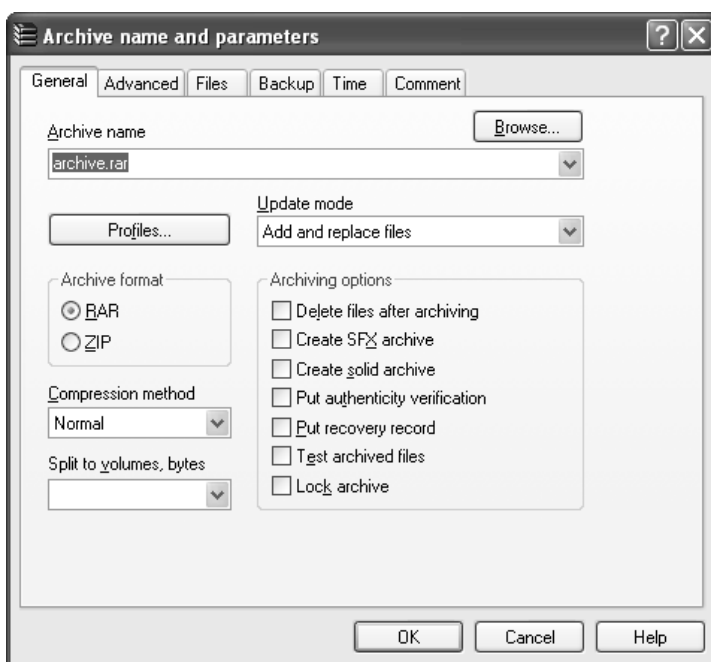 Archive name and parameters
General Advanced Files Backup Time Comment
Archive name
Browse...
archive.rar
Update mode
Profiles...
Add and replace files
Archive format
RAR
ZIP
Compression method
Normal
Split to volumes, bytes
Archiving options
Delete files after archiving
Create SFX archive
Create solid archive
Put authenticity verification
Put recovery record
Test archived files
Lock archive
OK Cancel Help